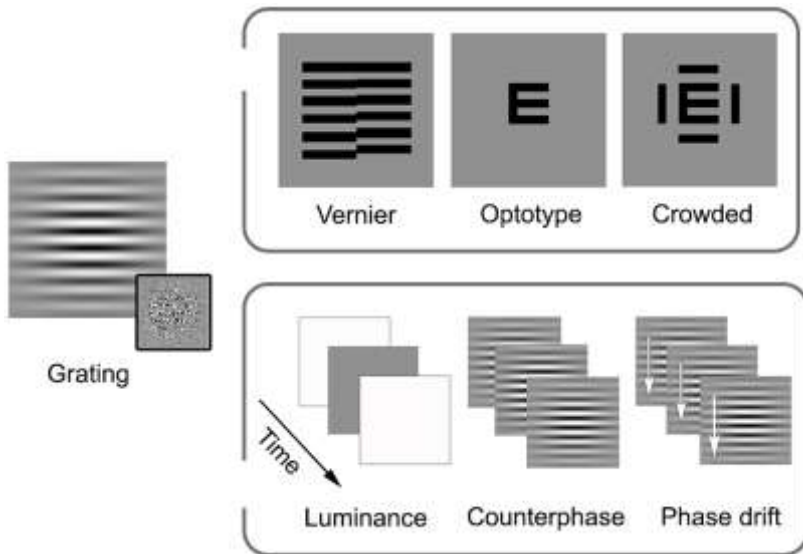 Vernier
Optotype
Crowded
E
E
Grating
Time
Luminance
Counterphase
Phase drift